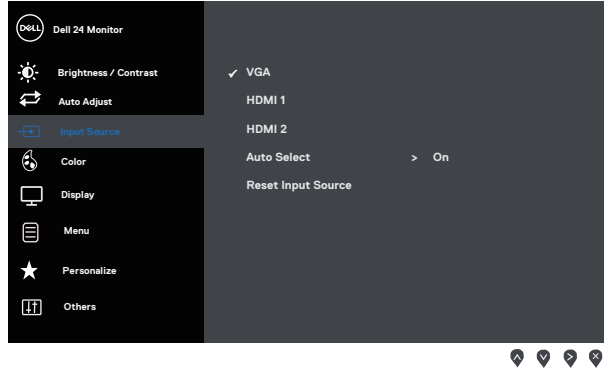 DELL Dell 24 Monitor
Brightness / Contrast
Auto Adjust
Input Source
Color
Display
Menu
Personalize
Others
✓ VGA
HDMI 1
HDMI 2
Auto Select > On
Reset Input Source